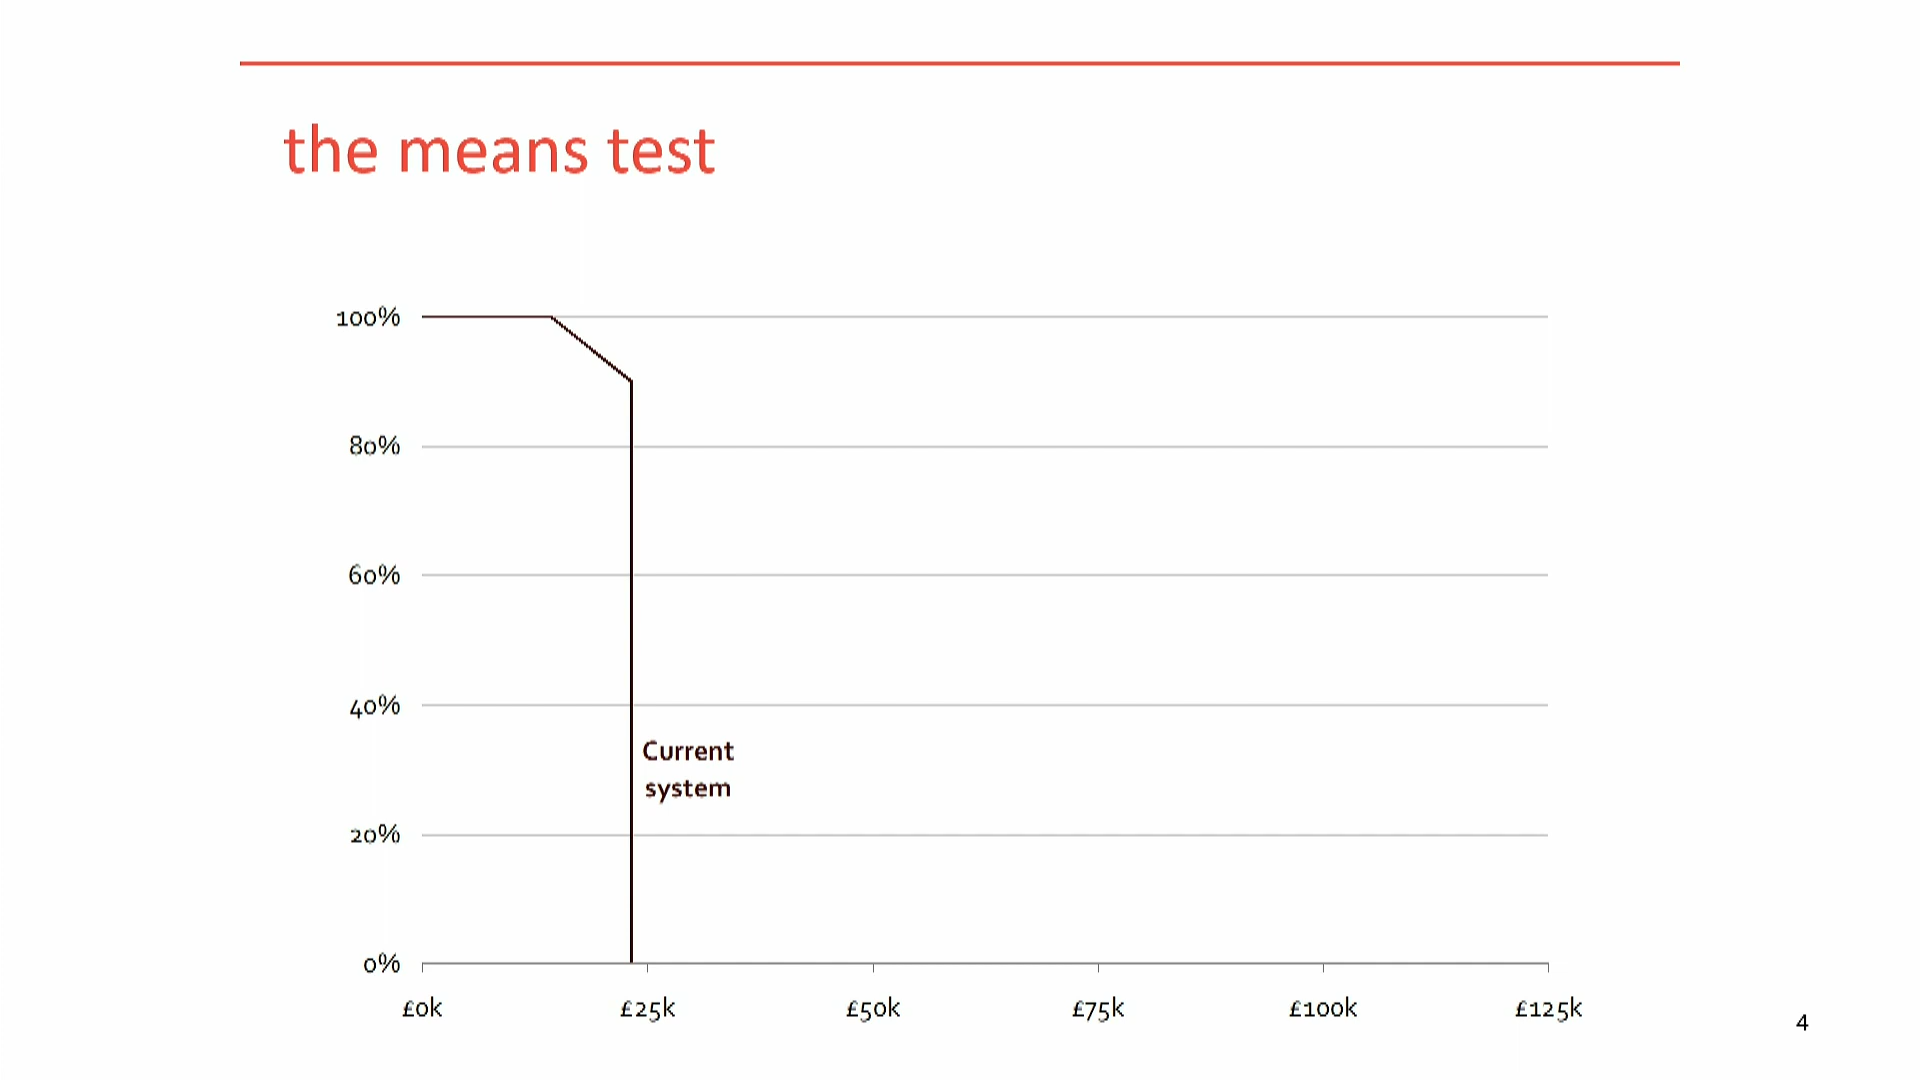 the means test
100%
80%
60%
40%
Current
system
20%
0%
£0k £25k £50k £75k £100k £125k
4